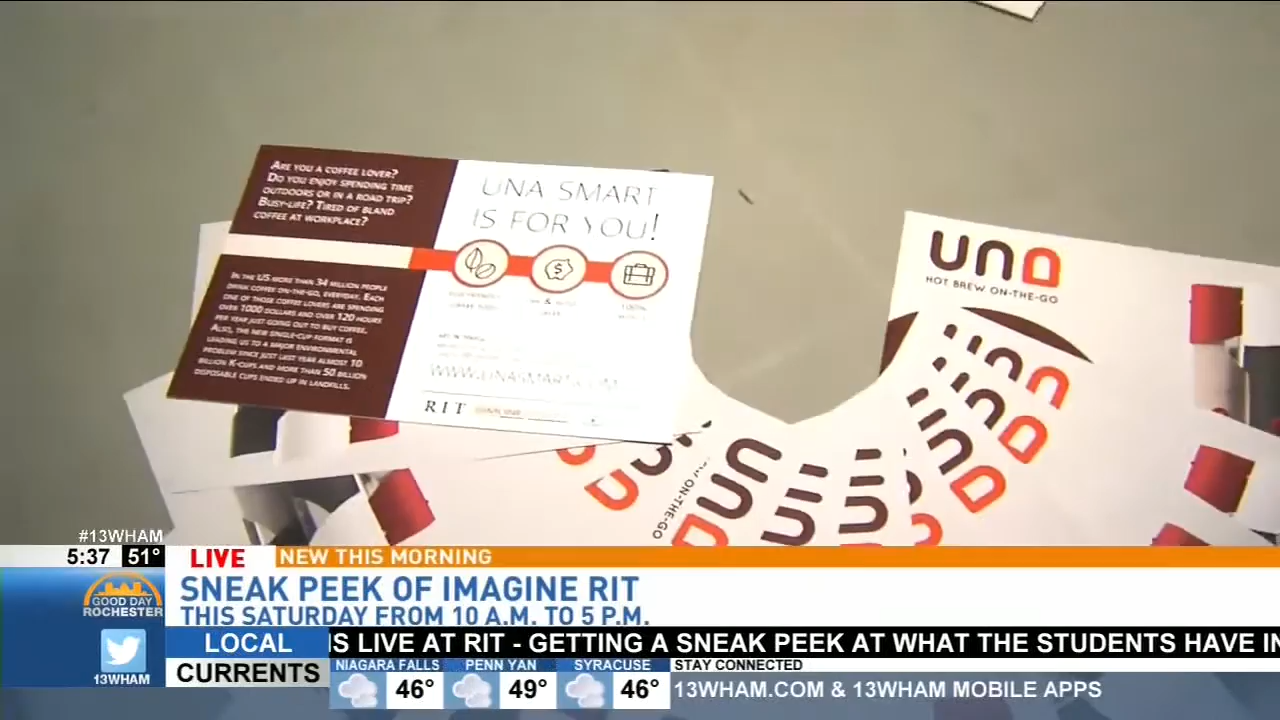 ARE YOU A COFFEE LOVER?
DO YOU ENJOY SPENDING TIME
OUTDOORS OR IN A ROAD TRIP?
BUSY-LIFE? TIRED OF BLAND
COFFEE AT WORKPLACE?
IN THE US MORE THAN 34 MILLION PEOPLE
DRINK COFFEE ON-THE-GO, EVERYDAY. EACH
ONE OF THOSE COFFEE LOVERS ARE SPENDING
OVER 1000 DOLLARS AND OVER 120 HOURS
PER YEAR JUST GOING OUT TO BUY COFFEE.
ALSO, THE NEW SINGLE-CUP FORMAT IS
LEADING US TO A MAJOR ENVIRONMENTAL
PROBLEM SINCE JUST LAST YEAR ALMOST 10
BILLION K-CUPS AND MORE THAN 50 BILLION
DISPOSABLE CUPS ENDED UP IN LANDFILLS.
UNA SMART
IS FOR YOU!
$
100%
WWW.UNASMART.COM
RIT
UNA
HOT BREW ON-THE-GO
ON-THE-GO
#13WHAM
5:37 51°
LIVE
NEW THIS MORNING
GOOD DAY
ROCHESTER
SNEAK PEEK OF IMAGINE RIT
THIS SATURDAY FROM 10 A.M. TO 5 P.M.
13WHAM
LOCAL
CURRENTS
IS LIVE AT RIT - GETTING A SNEAK PEEK AT WHAT THE STUDENTS HAVE IN
NIAGARA FALLS
46°
PENN YAN
49°
SYRACUSE
46°
STAY CONNECTED
13WHAM.COM & 13WHAM MOBILE APPS